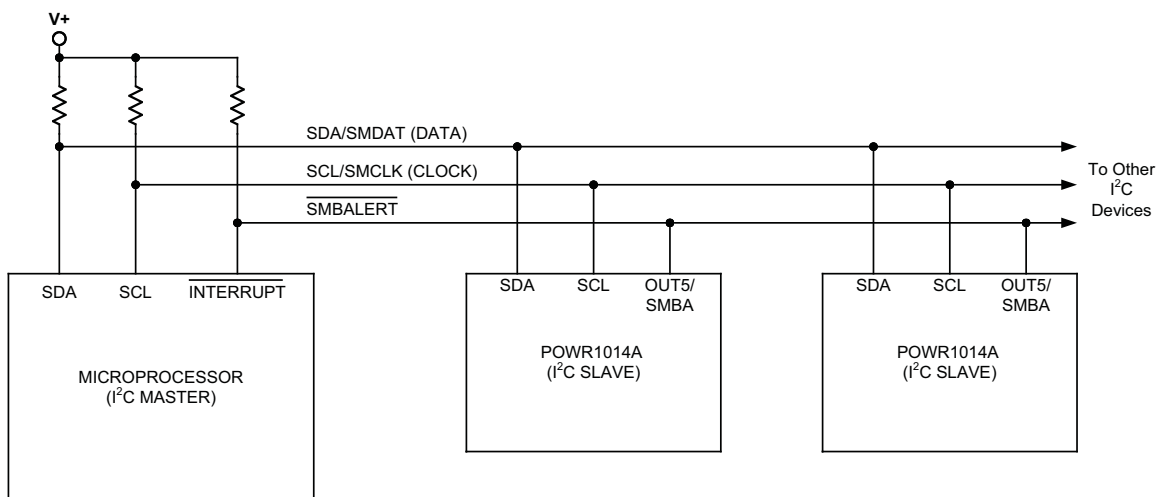 V+
SDA/SMDAT (DATA)
SCL/SMCLK (CLOCK)
SMBALERT
To Other
I²C
Devices
SDA
SCL
INTERRUPT
MICROPROCESSOR
(I²C MASTER)
SDA
SCL
OUT5/
SMBA
POWR1014A
(I²C SLAVE)
SDA
SCL
OUT5/
SMBA
POWR1014A
(I²C SLAVE)